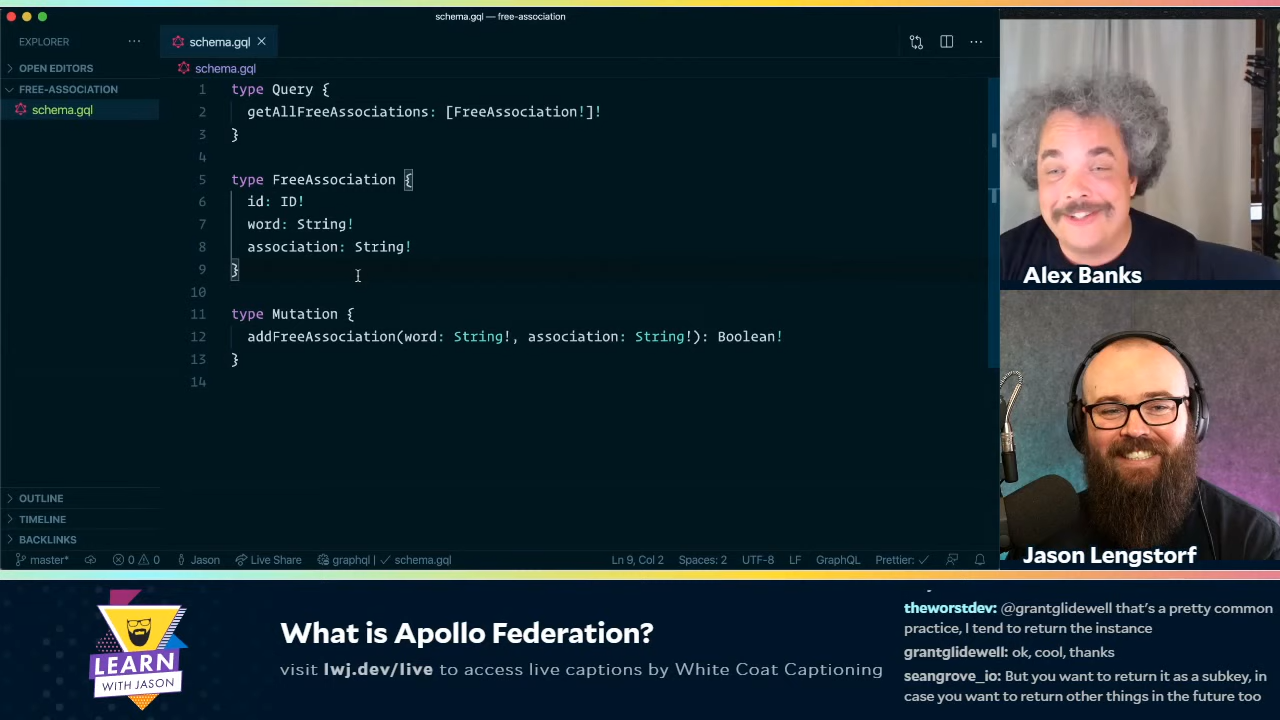 schema.gql — free-association
EXPLORER
OPEN EDITORS
FREE-ASSOCIATION
schema.gql
OUTLINE
TIMELINE
BACKLINKS
schema.gql
schema.gql
1 type Query {
2 getAllFreeAssociations: [FreeAssociation!]!
3 }
4
5 type FreeAssociation {
6 id: ID!
7 word: String!
8 association: String!
9 }
10
11 type Mutation {
12 addFreeAssociation(word: String!, association: String!): Boolean!
13 }
14
master* 0 0 Jason Live Share graphql | ✓ schema.gql Ln 9, Col 2 Spaces: 2 UTF-8 LF GraphQL Prettier: ✓
Alex Banks
Jason Lengstorf
LEARN
WITH JASON
What is Apollo Federation?
visit lwj.dev/live to access live captions by White Coat Captioning
theworstdev: @grantglidewell that's a pretty common
practice, I tend to return the instance
grantglidewell: ok, cool, thanks
seangrove_io: But you want to return it as a subkey, in
case you want to return other things in the future too